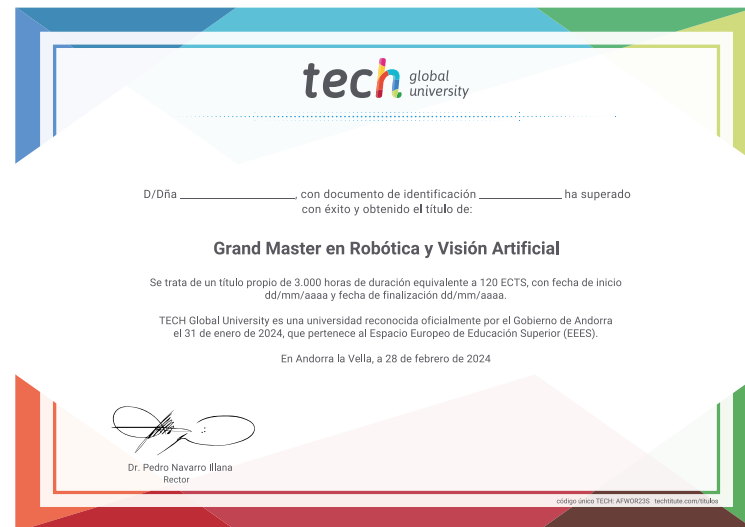 tech global university
D/Dña ____________________, con documento de identificación ______________ ha superado
con éxito y obtenido el título de:
Grand Master en Robótica y Visión Artificial
Se trata de un título propio de 3.000 horas de duración equivalente a 120 ECTS, con fecha de inicio
dd/mm/aaaa y fecha de finalización dd/mm/aaaa.
TECH Global University es una universidad reconocida oficialmente por el Gobierno de Andorra
el 31 de enero de 2024, que pertenece al Espacio Europeo de Educación Superior (EEES).
En Andorra la Vella, a 28 de febrero de 2024
Dr. Pedro Navarro Illana
Rector
código único TECH: AFWOR23S techtitute.com/titulos